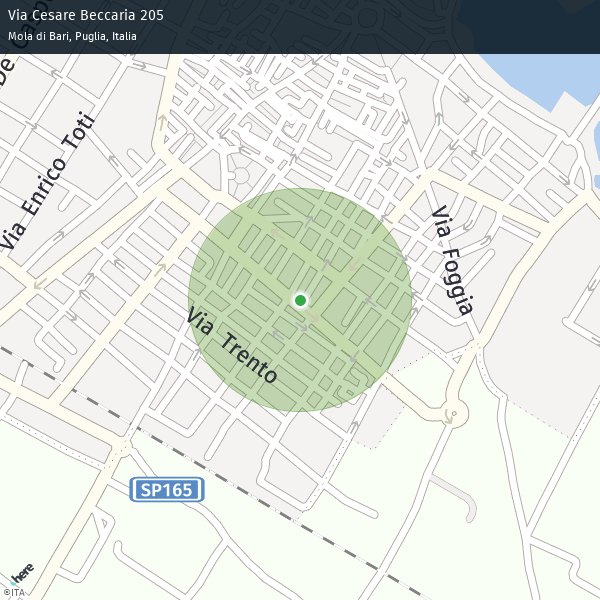 Via Cesare Beccaria 205
Mola di Bari, Puglia, Italia
Via Enrico Toti
Via Foggia
Via Trento
SP165
here
©ITA